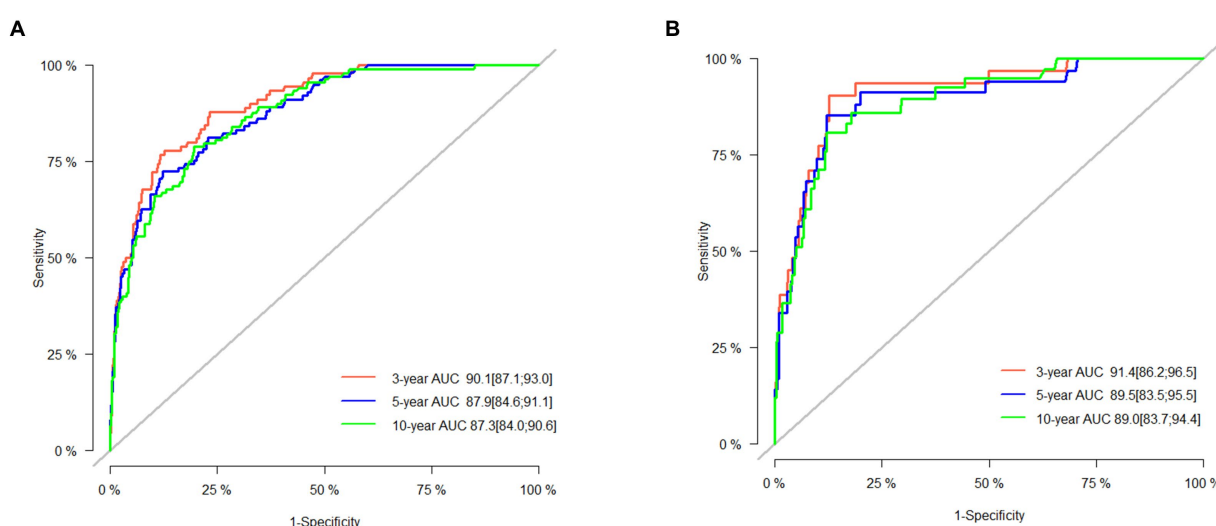 A
100 %
75 %
50 %
25 %
0 %
Sensitivity
3-year AUC 90.1[87.1;93.0]
5-year AUC 87.9[84.6;91.1]
10-year AUC 87.3[84.0;90.6]
0 %
25 %
50 %
75 %
100 %
1-Specificity
B
100 %
75 %
50 %
25 %
0 %
Sensitivity
3-year AUC 91.4[86.2;96.5]
5-year AUC 89.5[83.5;95.5]
10-year AUC 89.0[83.7;94.4]
0 %
25 %
50 %
75 %
100 %
1-Specificity